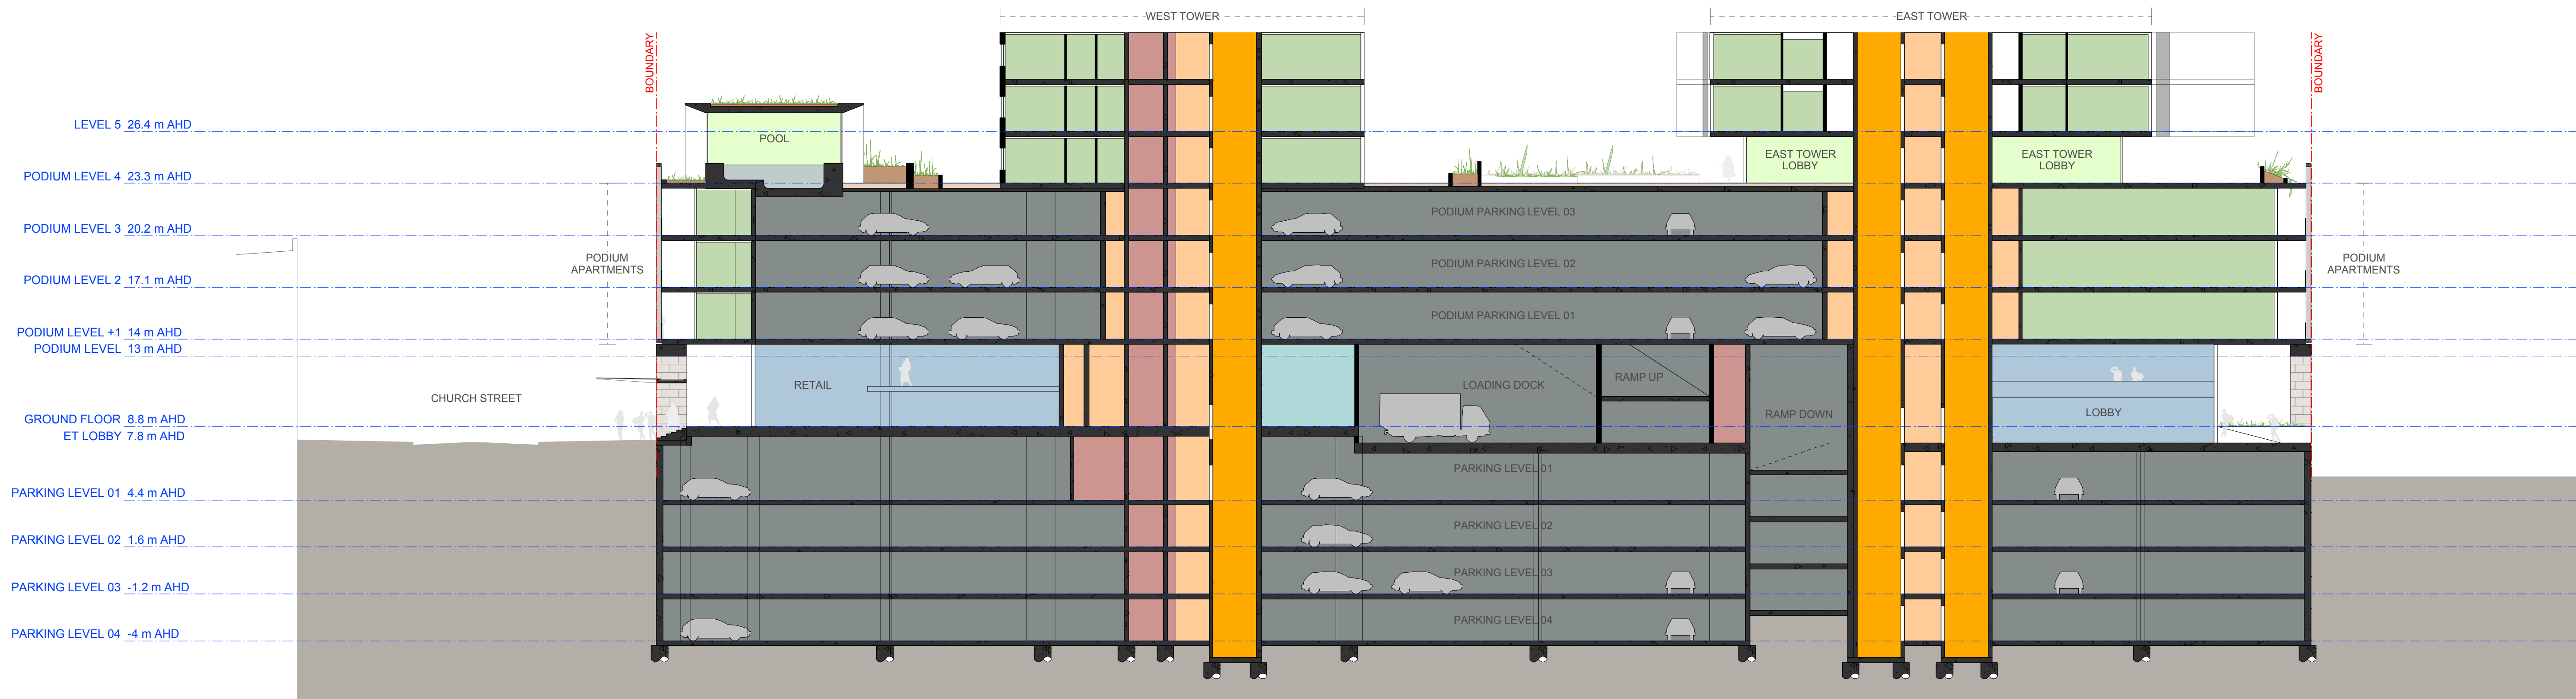 WEST TOWER
EAST TOWER
BOUNDARY
BOUNDARY
LEVEL 5 26.4 m AHD
POOL
EAST TOWER
LOBBY
EAST TOWER
LOBBY
PODIUM LEVEL 4 23.3 m AHD
PODIUM PARKING LEVEL 03
PODIUM LEVEL 3 20.2 m AHD
PODIUM
APARTMENTS
PODIUM PARKING LEVEL 02
PODIUM
APARTMENTS
PODIUM LEVEL 2 17.1 m AHD
PODIUM PARKING LEVEL 01
PODIUM LEVEL +1 14 m AHD
PODIUM LEVEL 13 m AHD
RETAIL
LOADING DOCK
RAMP UP
CHURCH STREET
RAMP DOWN
LOBBY
GROUND FLOOR 8.8 m AHD
ET LOBBY 7.8 m AHD
PARKING LEVEL 01
PARKING LEVEL 01 4.4 m AHD
PARKING LEVEL 02
PARKING LEVEL 02 1.6 m AHD
PARKING LEVEL 03
PARKING LEVEL 03 -1.2 m AHD
PARKING LEVEL 04
PARKING LEVEL 04 -4 m AHD